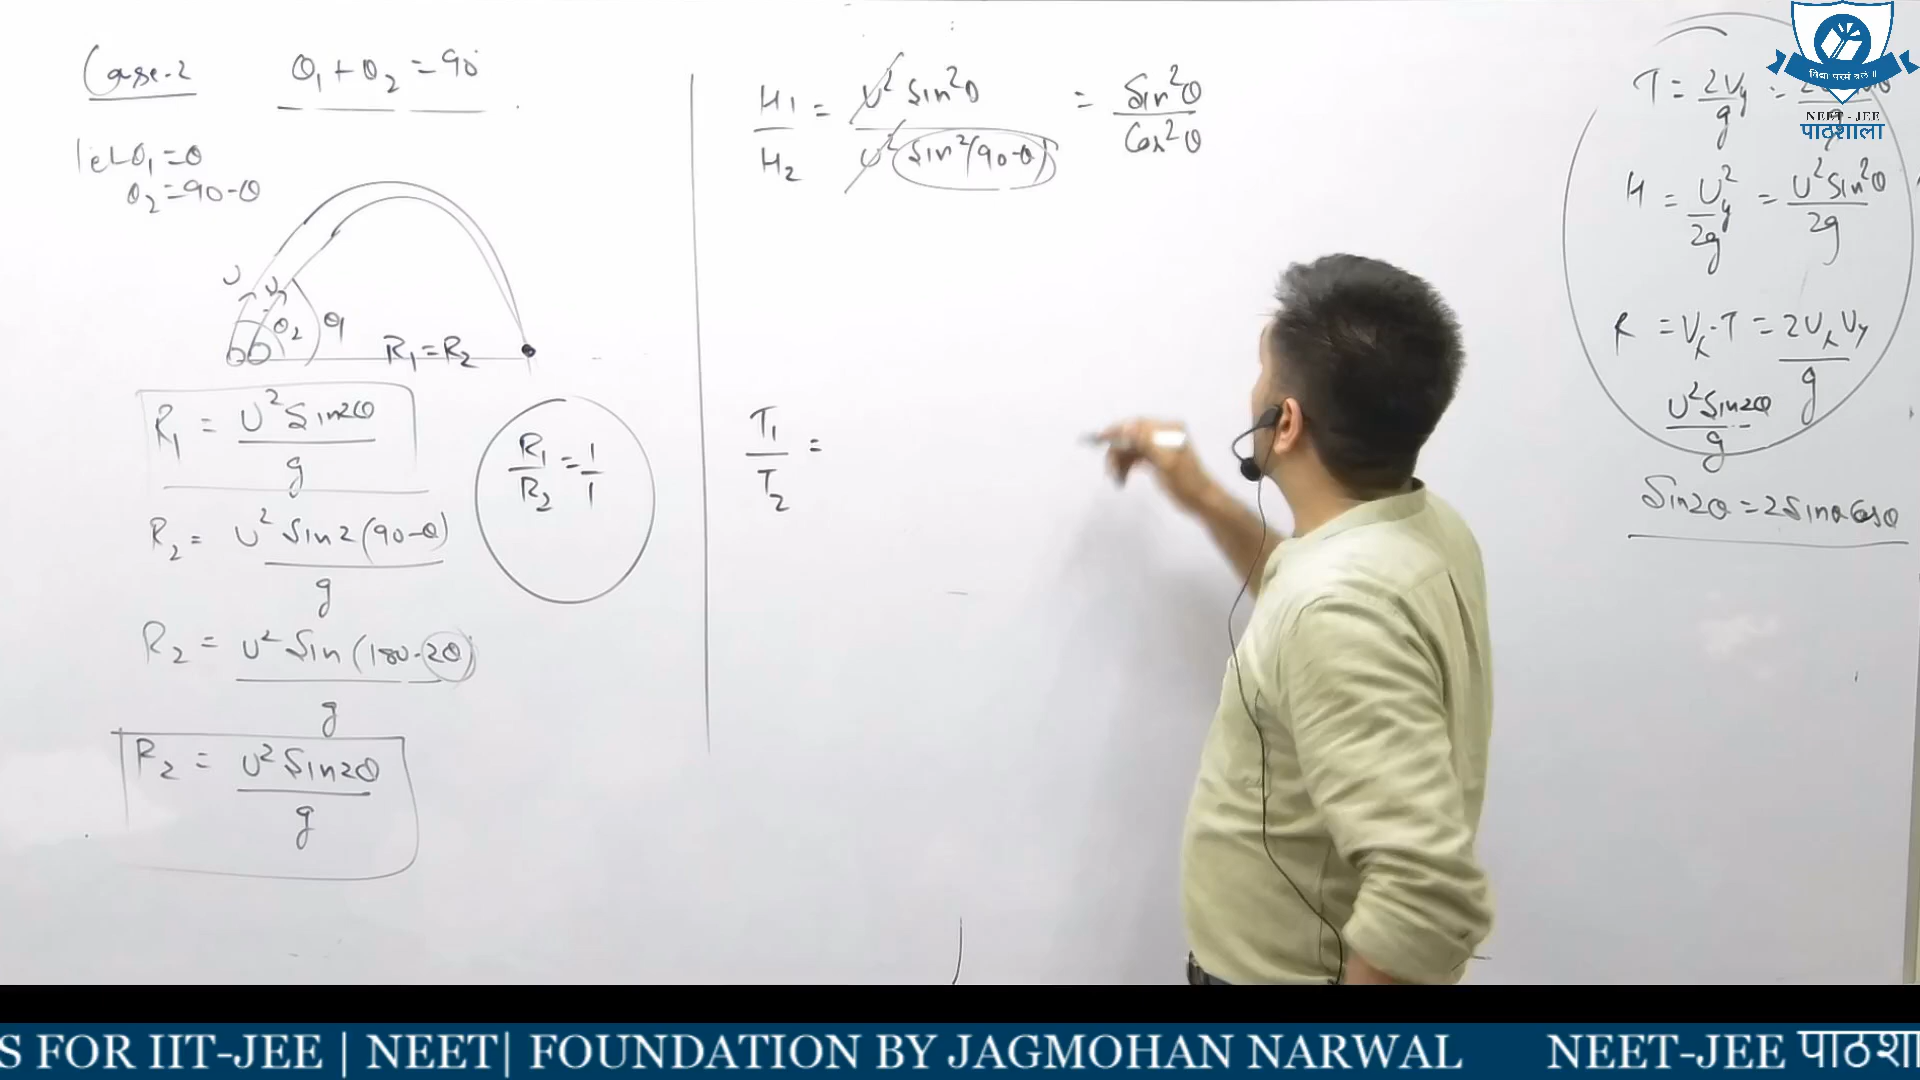 Case-2 θ₁+θ₂=90°
let θ₁=θ
θ₂=90-θ
U U
θ₂ θ₁
R₁=R₂
R₁ = U² Sin2θ / g
R₂ = U² Sin2(90-θ) / g
R₂ = U² Sin(180-2θ) / g
R₂ = U² Sin2θ / g
R₁/R₂ = 1/1
H₁/H₂ = U² Sin²θ / U² Sin²(90-θ) = Sin²θ / Cos²θ
T₁/T₂ =
T = 2Uy / g =
H = Uy² / 2g = U² Sin²θ / 2g
R = Ux·T = 2UxUy / g
U² Sin2θ / g
Sin2θ = 2Sinθ Cosθ
NEET - JEE
पाठशाला
S FOR IIT-JEE | NEET| FOUNDATION BY JAGMOHAN NARWAL NEET-JEE पाठशा